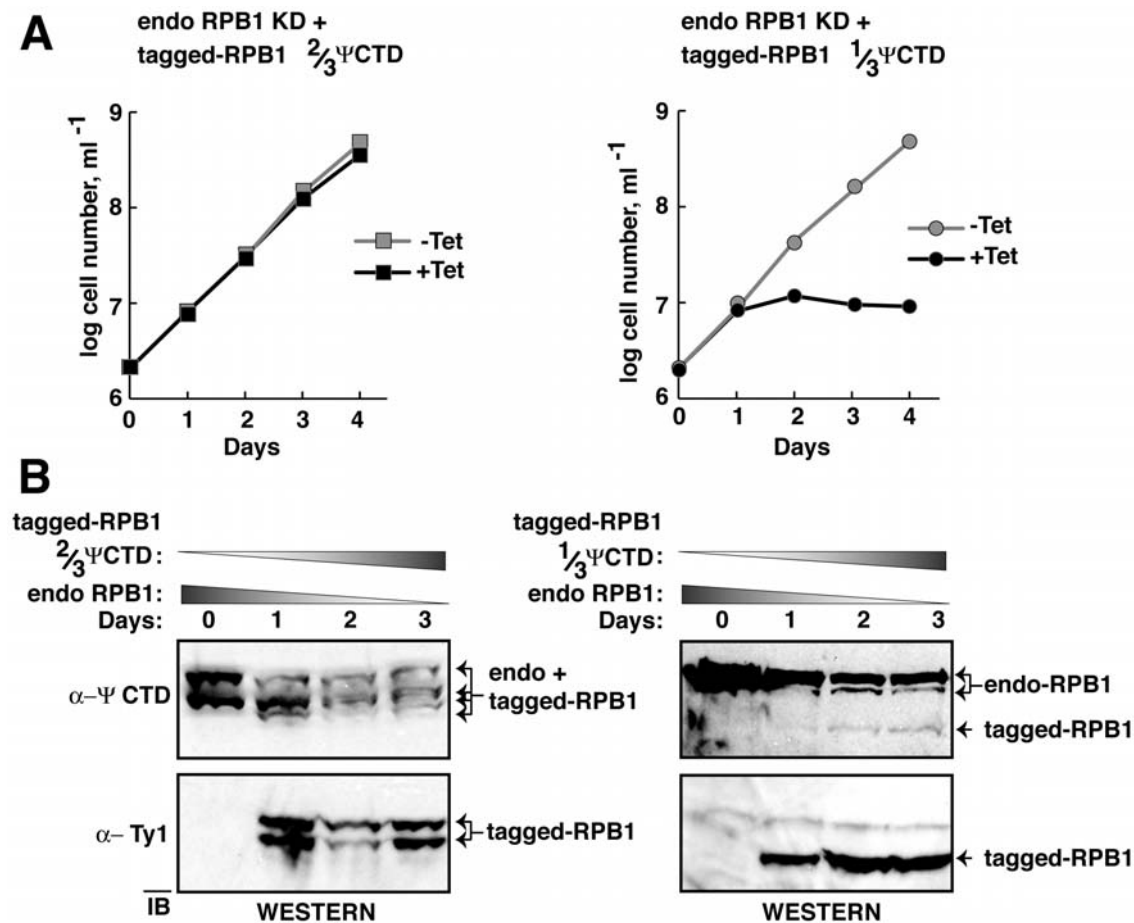 A
endo RPB1 KD +
tagged-RPB1 2/3ΨCTD
log cell number, ml -1
9
8
7
6
0 1 2 3 4
Days
-Tet
+Tet
endo RPB1 KD +
tagged-RPB1 1/3ΨCTD
log cell number, ml -1
9
8
7
6
0 1 2 3 4
Days
-Tet
+Tet
B
tagged-RPB1
2/3ΨCTD:
endo RPB1:
Days: 0 1 2 3
α-Ψ CTD
endo +
tagged-RPB1
α- Ty1
tagged-RPB1
IB
WESTERN
tagged-RPB1
1/3ΨCTD:
endo RPB1:
Days: 0 1 2 3
endo-RPB1
tagged-RPB1
tagged-RPB1
WESTERN